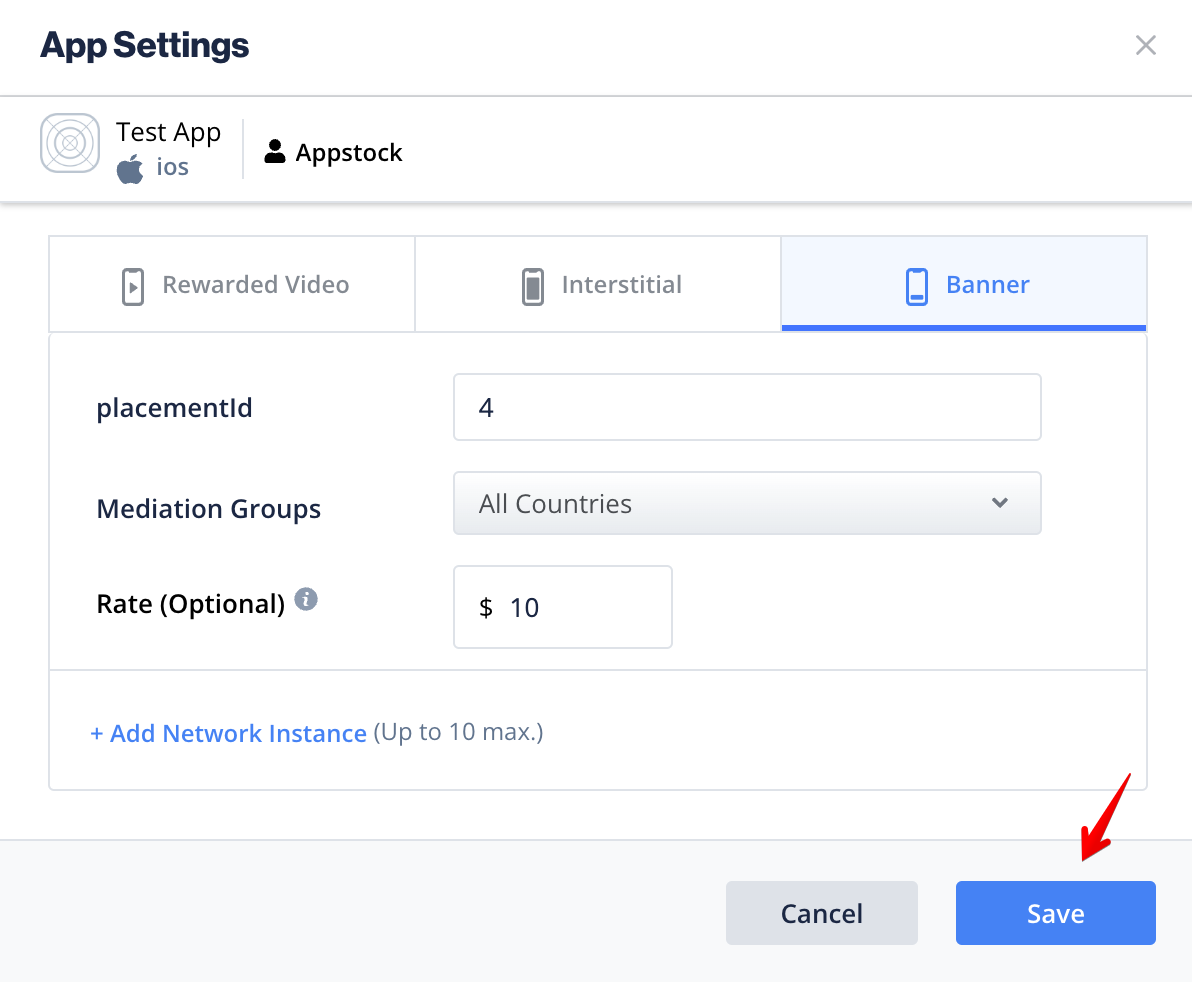 App Settings
Test App
ios
Appstock
Rewarded Video
Interstitial
Banner
placementId
4
Mediation Groups
All Countries
Rate (Optional)
$ 10
+ Add Network Instance (Up to 10 max.)
Cancel
Save